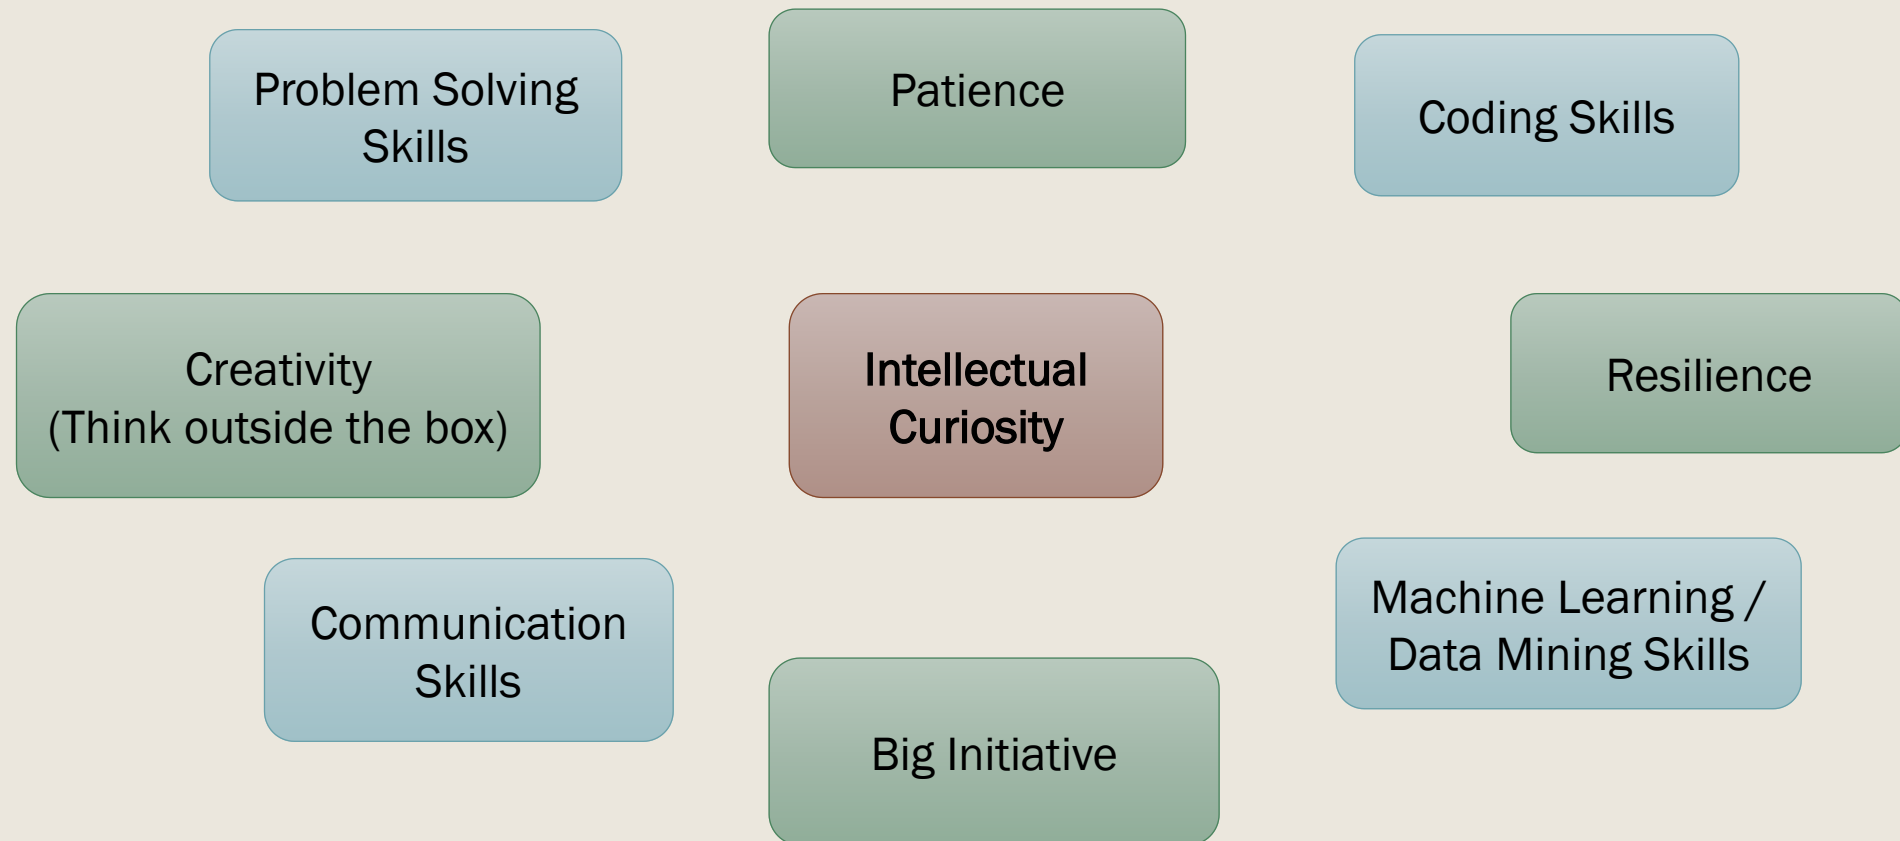 Problem Solving
Skills
Patience
Coding Skills
Creativity
(Think outside the box)
Intellectual
Curiosity
Resilience
Communication
Skills
Big Initiative
Machine Learning /
Data Mining Skills